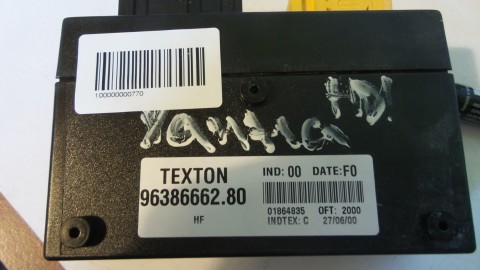 100000000770
TEXTON
IND: 00 DATE: F0
96386662.80
HF
01864835 OFT: 2000
INDTEX: C 27/06/00